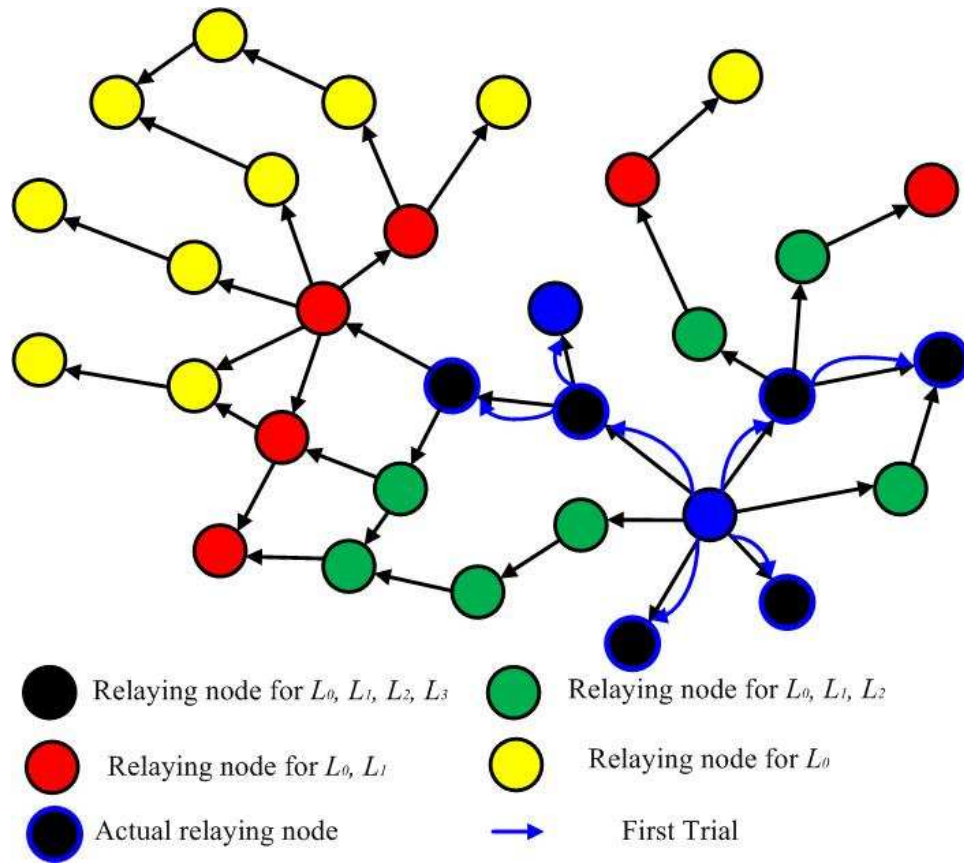 Relaying node for L0, L1, L2, L3
Relaying node for L0, L1, L2
Relaying node for L0, L1
Relaying node for L0
Actual relaying node
First Trial